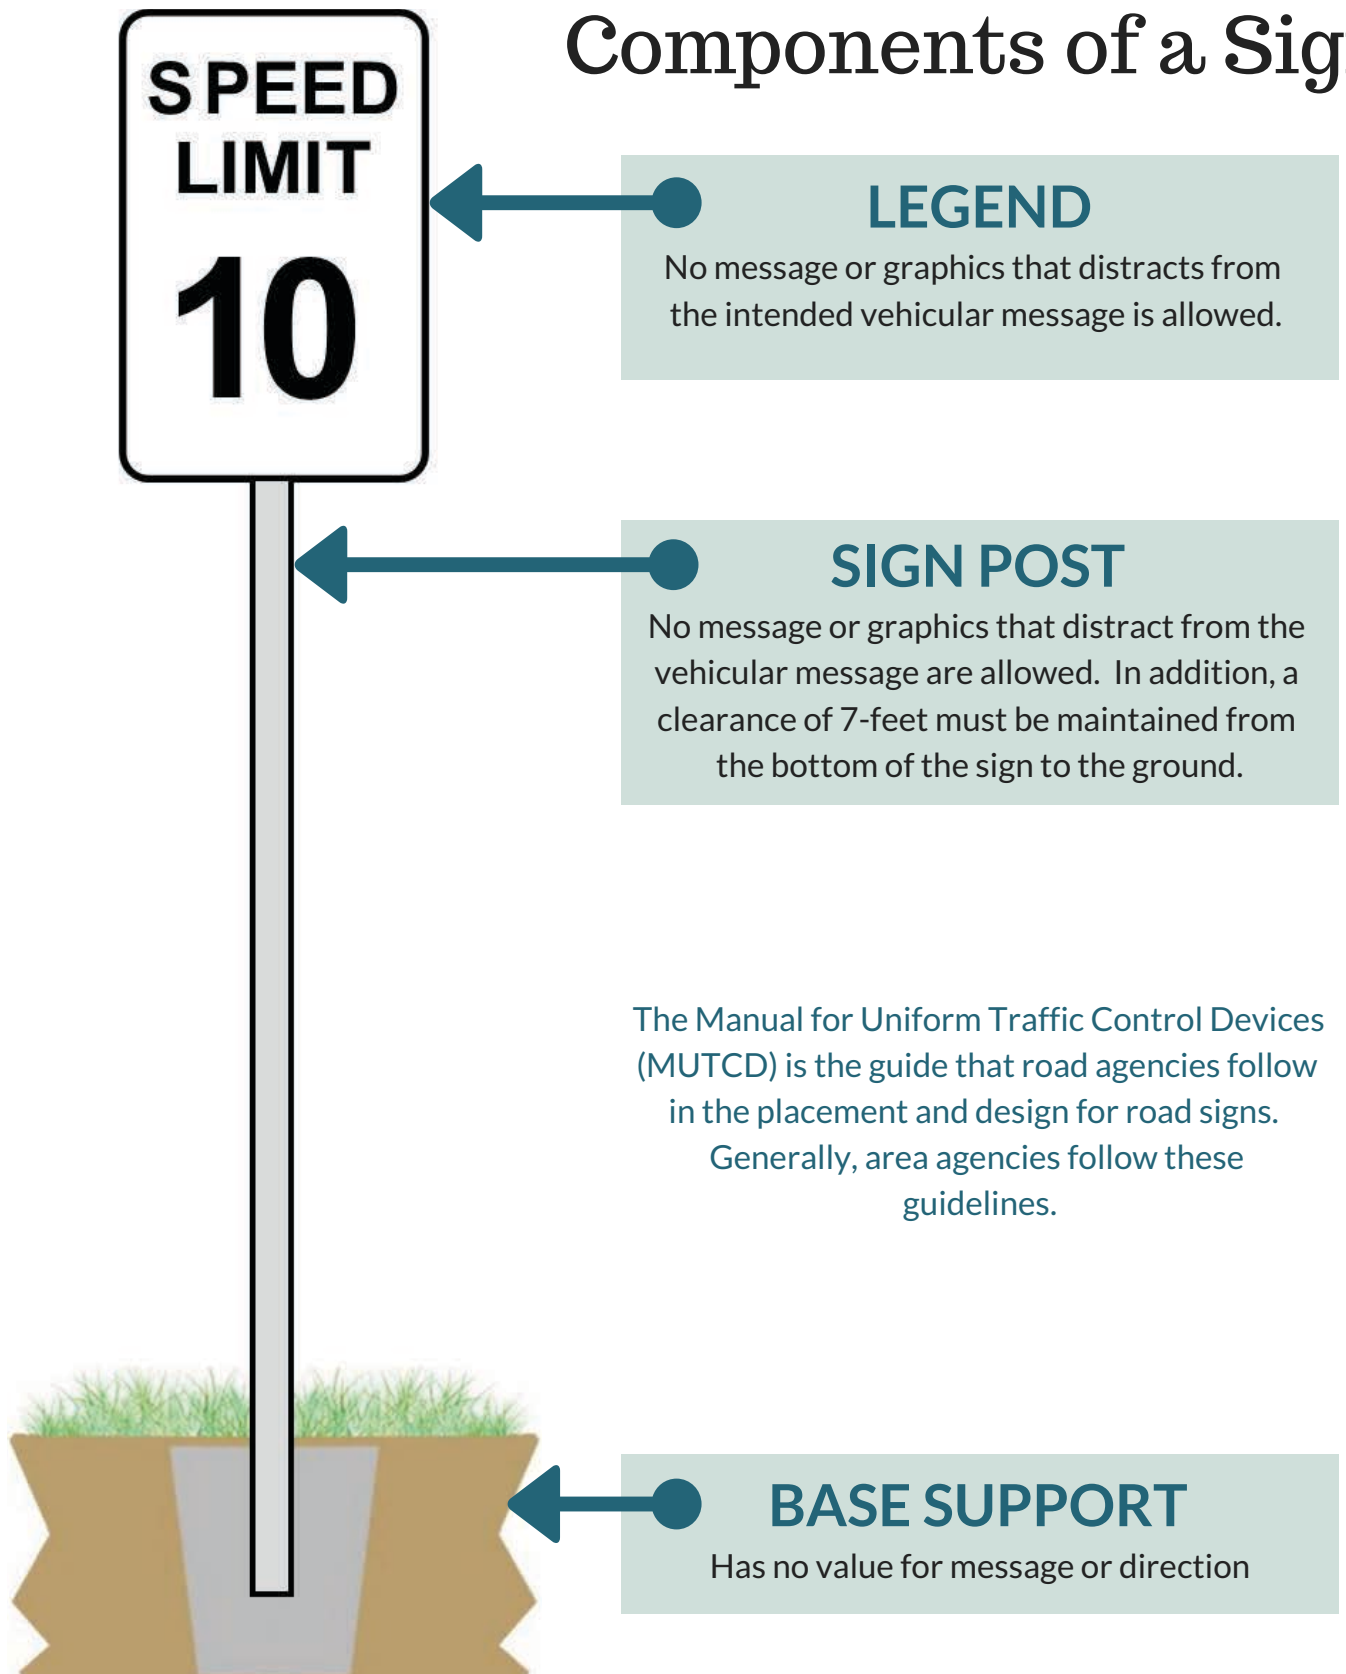 Components of a Sig
SPEED
LIMIT
10
LEGEND
No message or graphics that distracts from
the intended vehicular message is allowed.
SIGN POST
No message or graphics that distract from the
vehicular message are allowed.  In addition, a
clearance of 7-feet must be maintained from
the bottom of the sign to the ground.
The Manual for Uniform Traffic Control Devices
(MUTCD) is the guide that road agencies follow
in the placement and design for road signs.
Generally, area agencies follow these
guidelines.
BASE SUPPORT
Has no value for message or direction